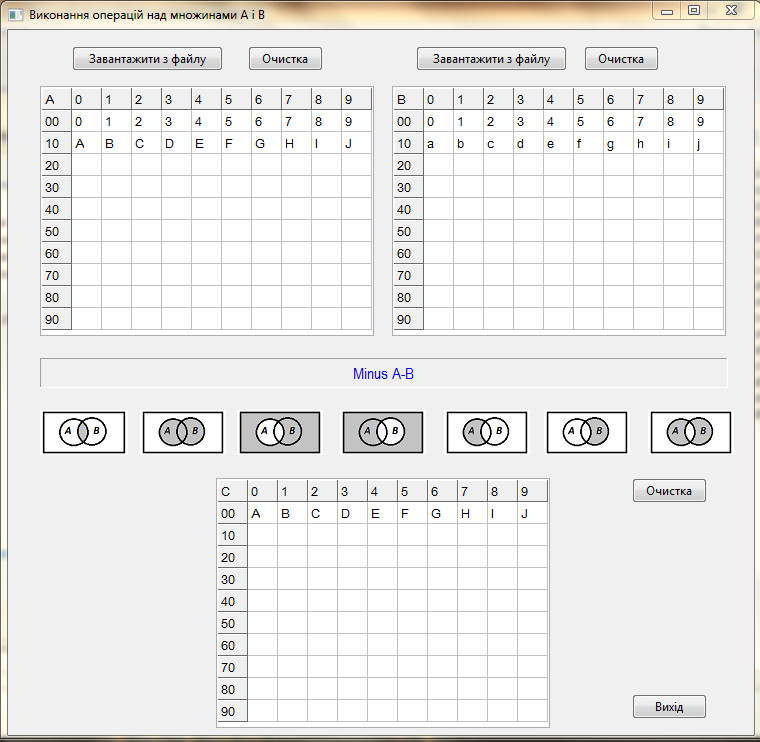 Виконання операцій над множинами A і B
Завантажити з файлу Очистка Завантажити з файлу Очистка
A 0 1 2 3 4 5 6 7 8 9
00 0 1 2 3 4 5 6 7 8 9
10 A B C D E F G H I J
20
30
40
50
60
70
80
90
B 0 1 2 3 4 5 6 7 8 9
00 0 1 2 3 4 5 6 7 8 9
10 a b c d e f g h i j
20
30
40
50
60
70
80
90
Minus A-B
A B A B A B A B A B A B A B
C 0 1 2 3 4 5 6 7 8 9
00 A B C D E F G H I J
10
20
30
40
50
60
70
80
90
Очистка
Вихід